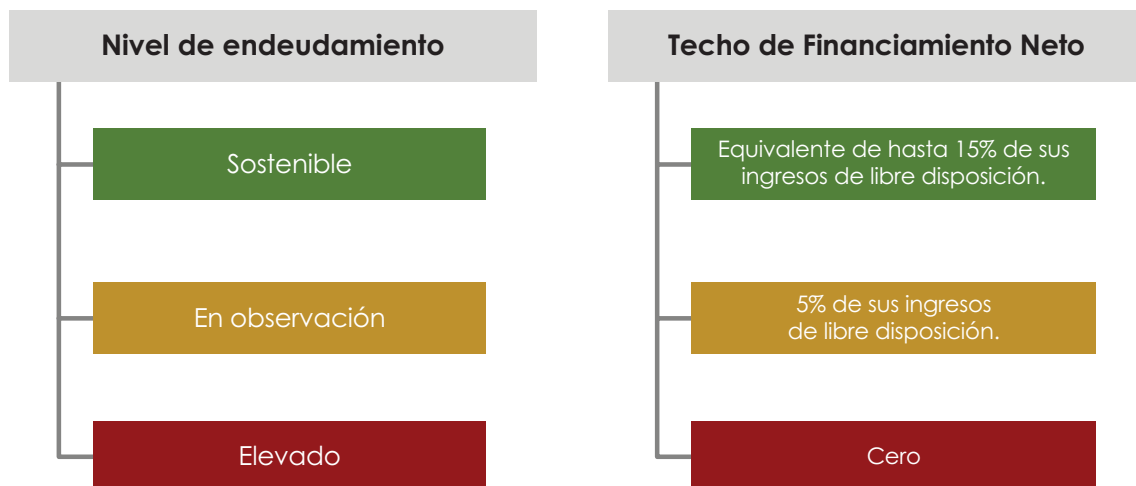 Nivel de endeudamiento
Sostenible
En observación
Elevado
Techo de Financiamiento Neto
Equivalente de hasta 15% de sus
ingresos de libre disposición.
5% de sus ingresos
de libre disposición.
Cero